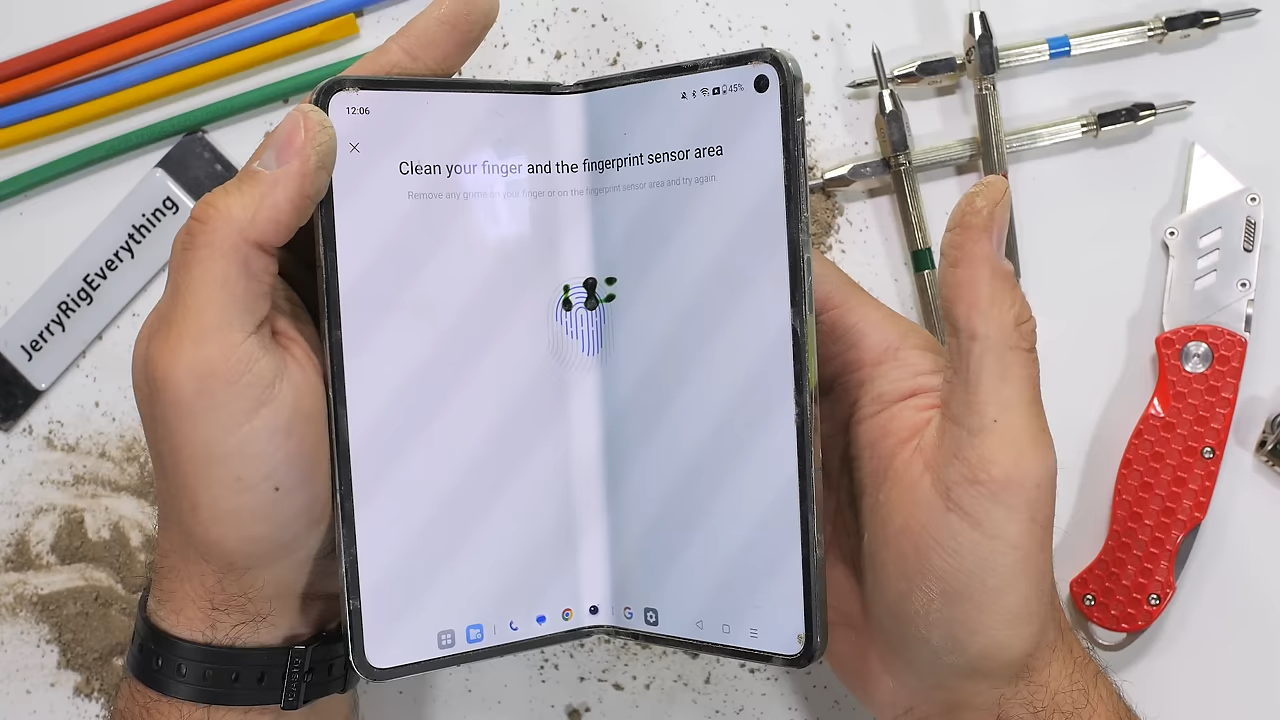 12:06
45%
Clean your finger and the fingerprint sensor area
Remove any grime on your finger or on the fingerprint sensor area and try again.
JerryRigEverything
CASIO
G